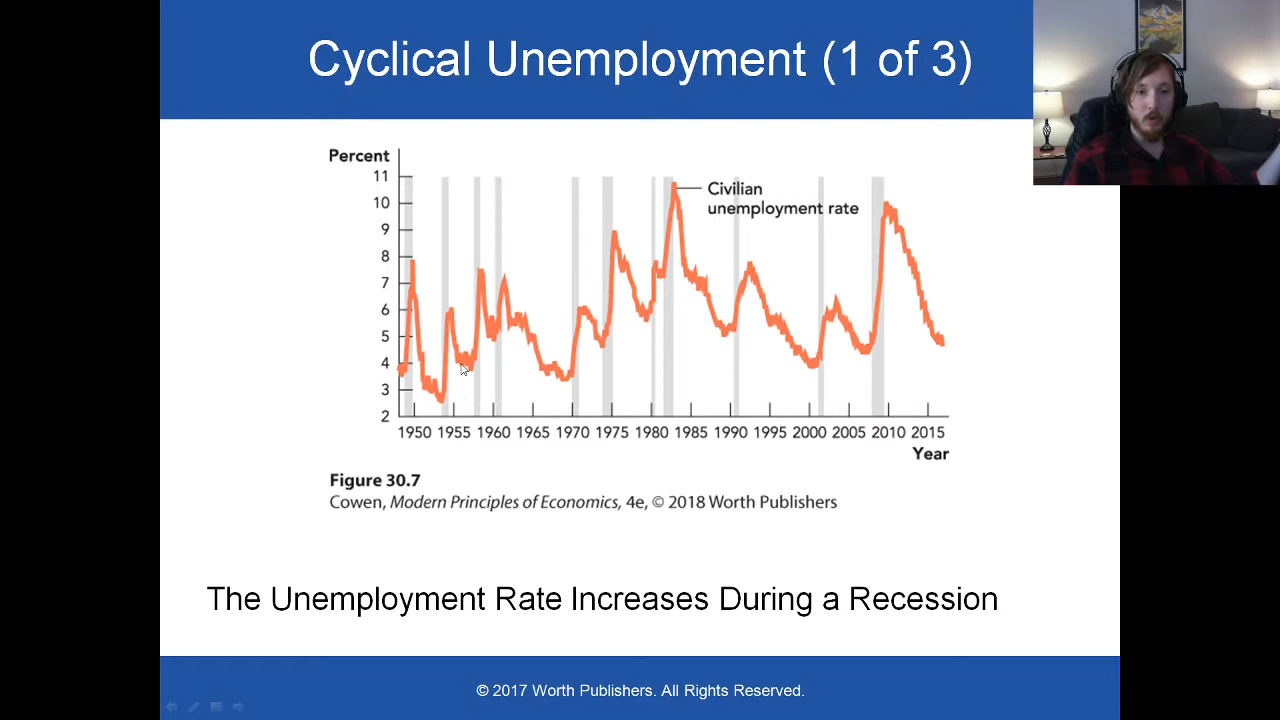 Cyclical Unemployment (1 of 3)
Percent
11
10
9
8
7
6
5
4
3
2
Civilian
unemployment rate
1950 1955 1960 1965 1970 1975 1980 1985 1990 1995 2000 2005 2010 2015
Year
Figure 30.7
Cowen, Modern Principles of Economics, 4e, © 2018 Worth Publishers
The Unemployment Rate Increases During a Recession
© 2017 Worth Publishers. All Rights Reserved.